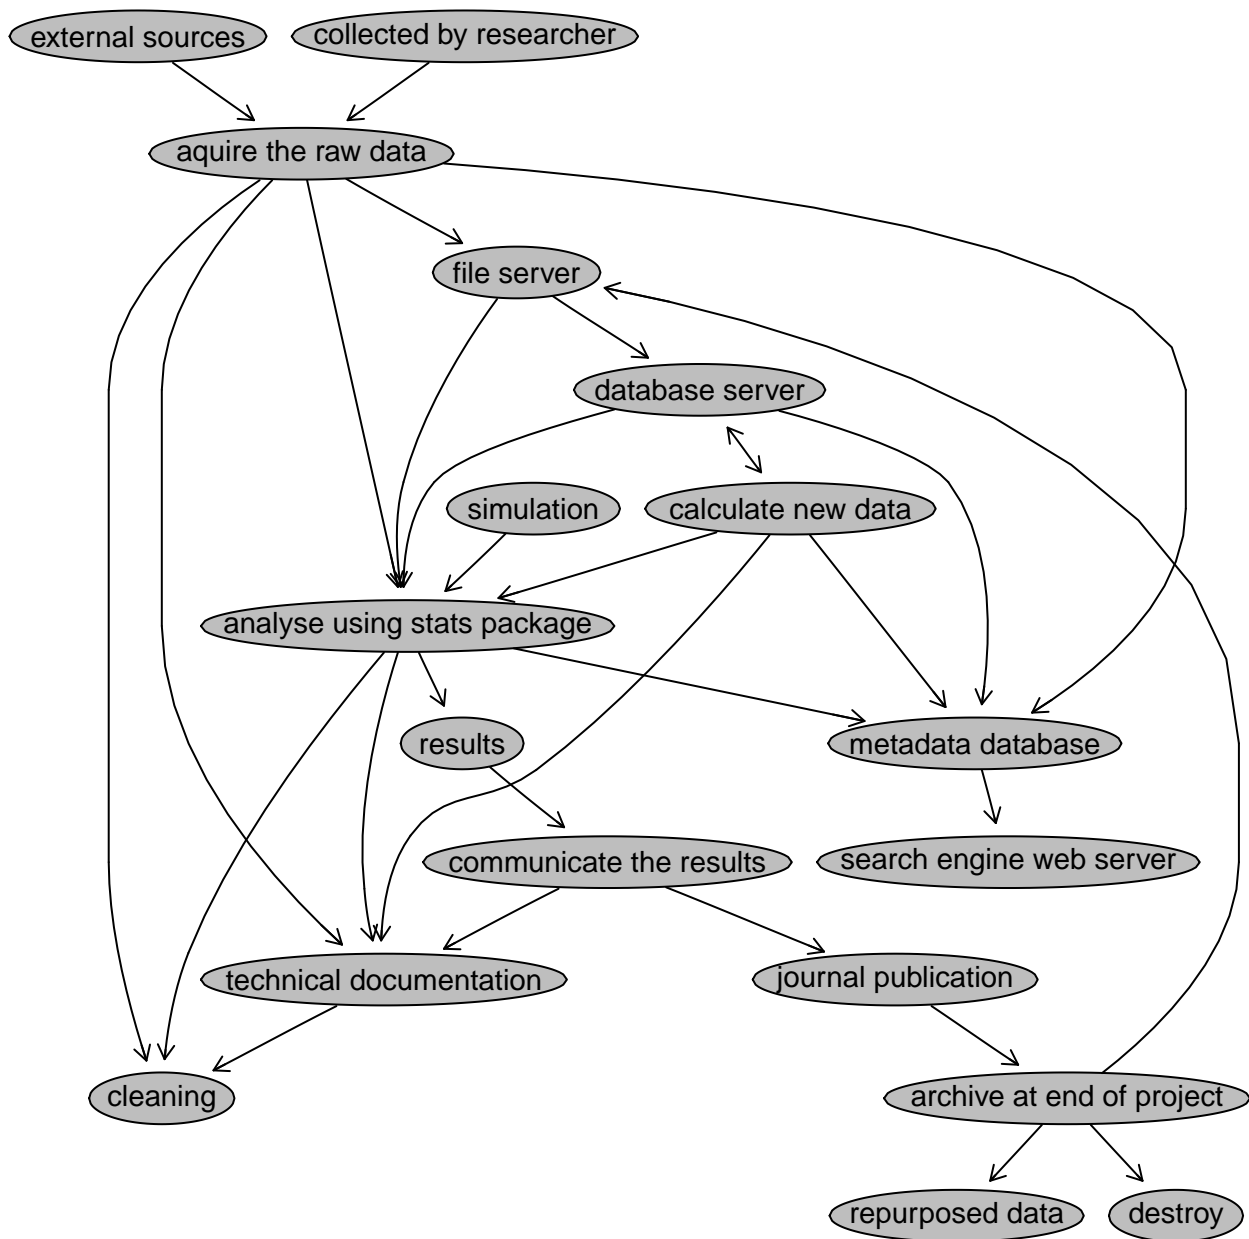 external sources
collected by researcher
aquire the raw data
file server
database server
simulation
calculate new data
analyse using stats package
results
metadata database
communicate the results
search engine web server
technical documentation
journal publication
cleaning
archive at end of project
repurposed data
destroy